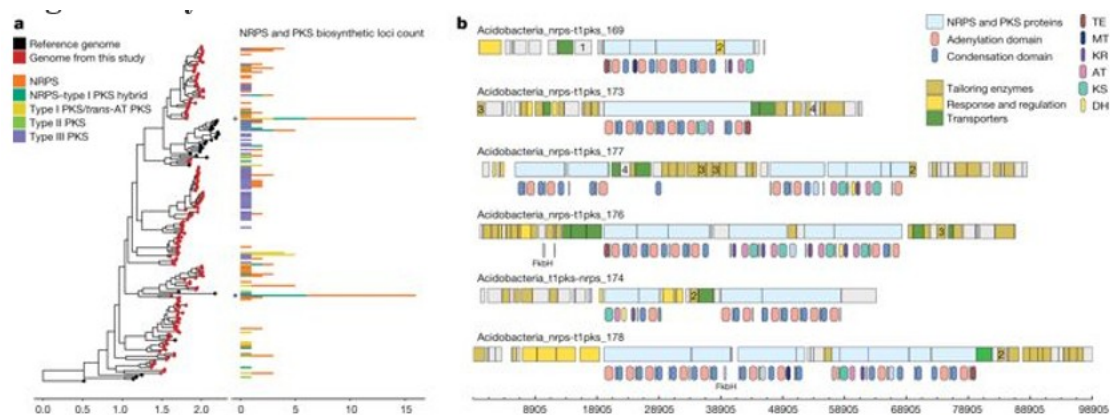 a
Reference genome
Genome from this study
NRPS
NRPS–type I PKS hybrid
Type I PKS/trans-AT PKS
Type II PKS
Type III PKS
NRPS and PKS biosynthetic loci count
0.0 0.5 1.0 1.5 2.0
0 5 10 15
b
Acidobacteria_nrps-t1pks_169
1
2
Acidobacteria_nrps-t1pks_173
3
4
Acidobacteria_nrps-t1pks_177
4
3
3
2
Acidobacteria_nrps-t1pks_176
3
FkbH
Acidobacteria_t1pks-nrps_174
2
Acidobacteria_nrps-t1pks_178
2
FkbH
8905 18905 28905 38905 48905 58905 68905 78905 88905 98905
NRPS and PKS proteins
Adenylation domain
Condensation domain
Tailoring enzymes
Response and regulation
Transporters
TE
MT
KR
AT
KS
DH